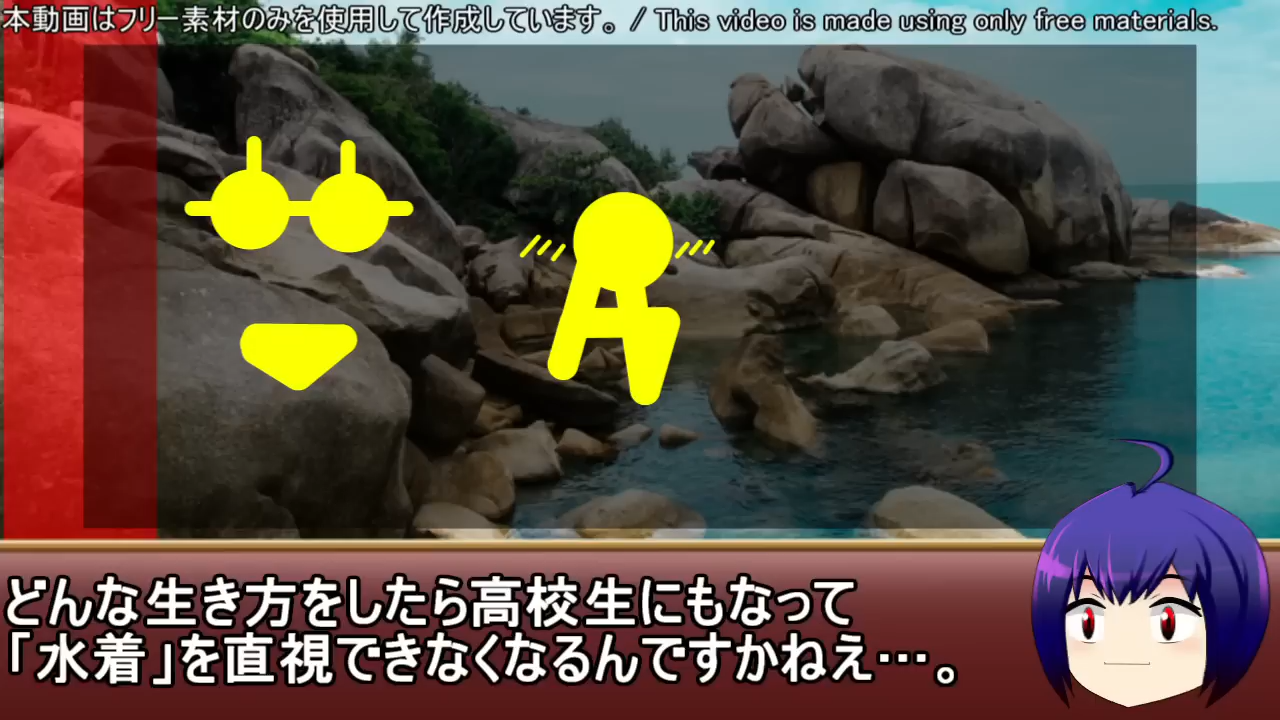 本動画はフリー素材のみを使用して作成しています。 / This video is made using only free materials.
どんな生き方をしたら高校生にもなって
「水着」を直視できなくなるんですかねえ…。